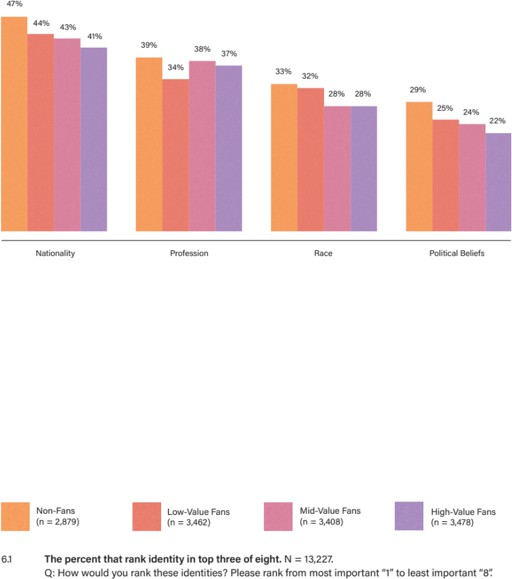 47%
44%
43%
41%
39%
34%
38%
37%
33%
32%
28%
28%
29%
25%
24%
22%
Nationality
Profession
Race
Political Beliefs
Non-Fans
(n = 2,879)
Low-Value Fans
(n = 3,462)
Mid-Value Fans
(n = 3,408)
High-Value Fans
(n = 3,478)
6.1 The percent that rank identity in top three of eight. N = 13,227.
Q: How would you rank these identities? Please rank from most important “1” to least important “8”.